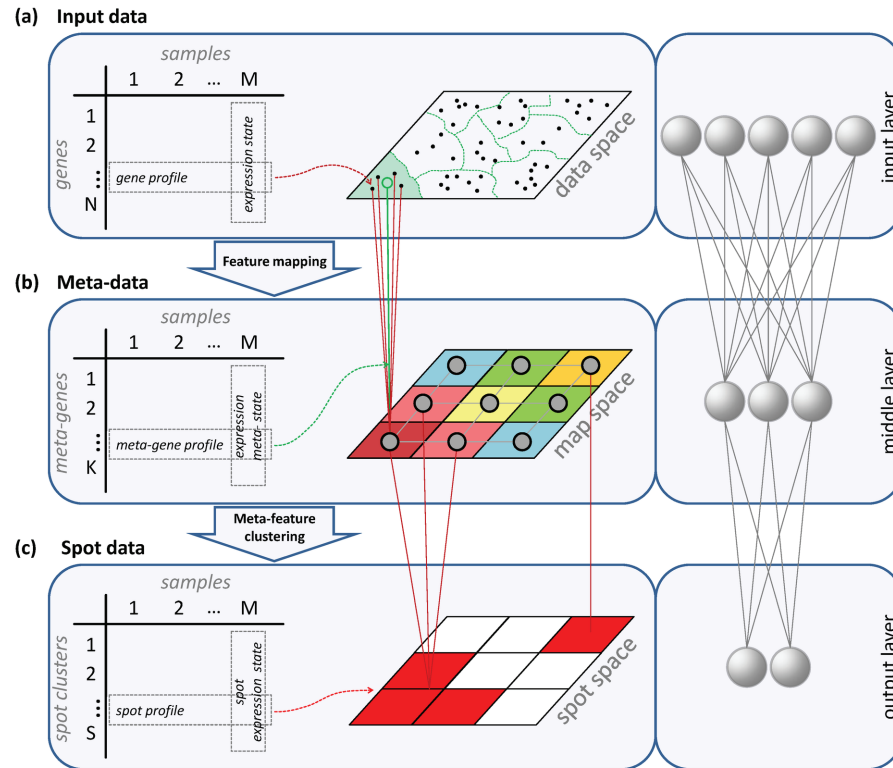 (a) Input data
samples
1 2 ... M
genes
1
2
⋮
N
gene profile
expression state
data space
input layer
Feature mapping
(b) Meta-data
samples
1 2 ... M
meta-genes
1
2
⋮
K
meta-gene profile
expression
meta- state
map space
middle layer
Meta-feature
clustering
(c) Spot data
samples
1 2 ... M
spot clusters
1
2
⋮
S
spot profile
spot
expression state
spot space
output layer